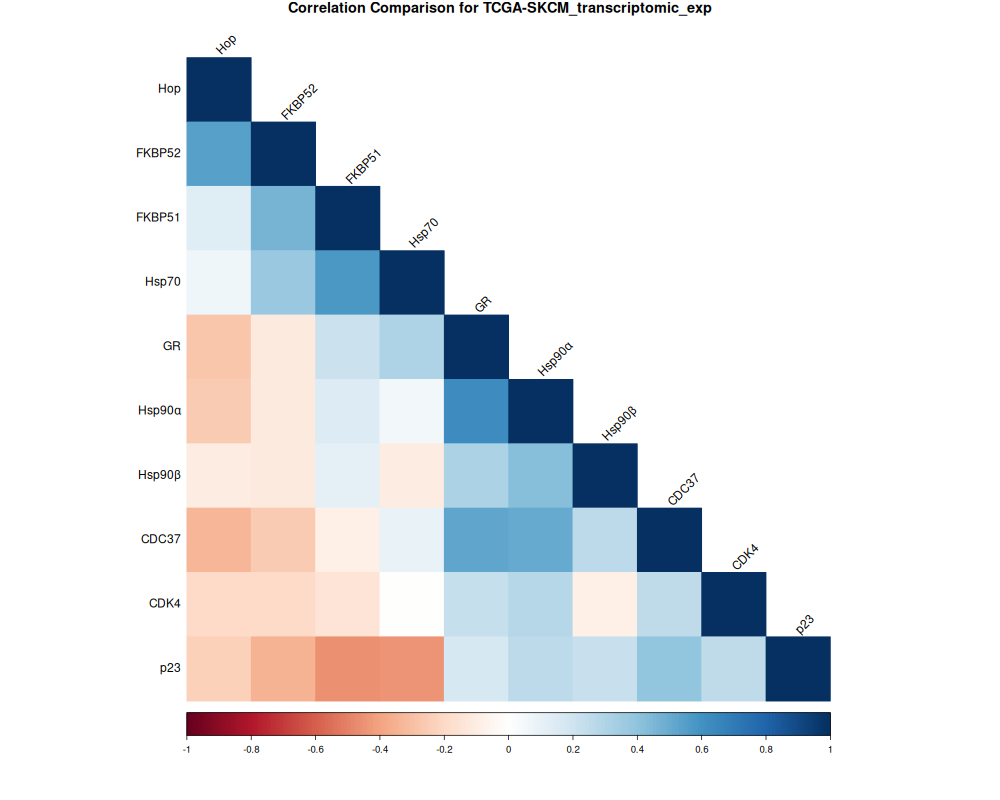 Correlation Comparison for TCGA-SKCM_transcriptomic_exp
Hop
FKBP52
FKBP51
Hsp70
GR
Hsp90α
Hsp90β
CDC37
CDK4
p23
Hop
FKBP52
FKBP51
Hsp70
GR
Hsp90α
Hsp90β
CDC37
CDK4
p23
-1 -0.8 -0.6 -0.4 -0.2 0 0.2 0.4 0.6 0.8 1